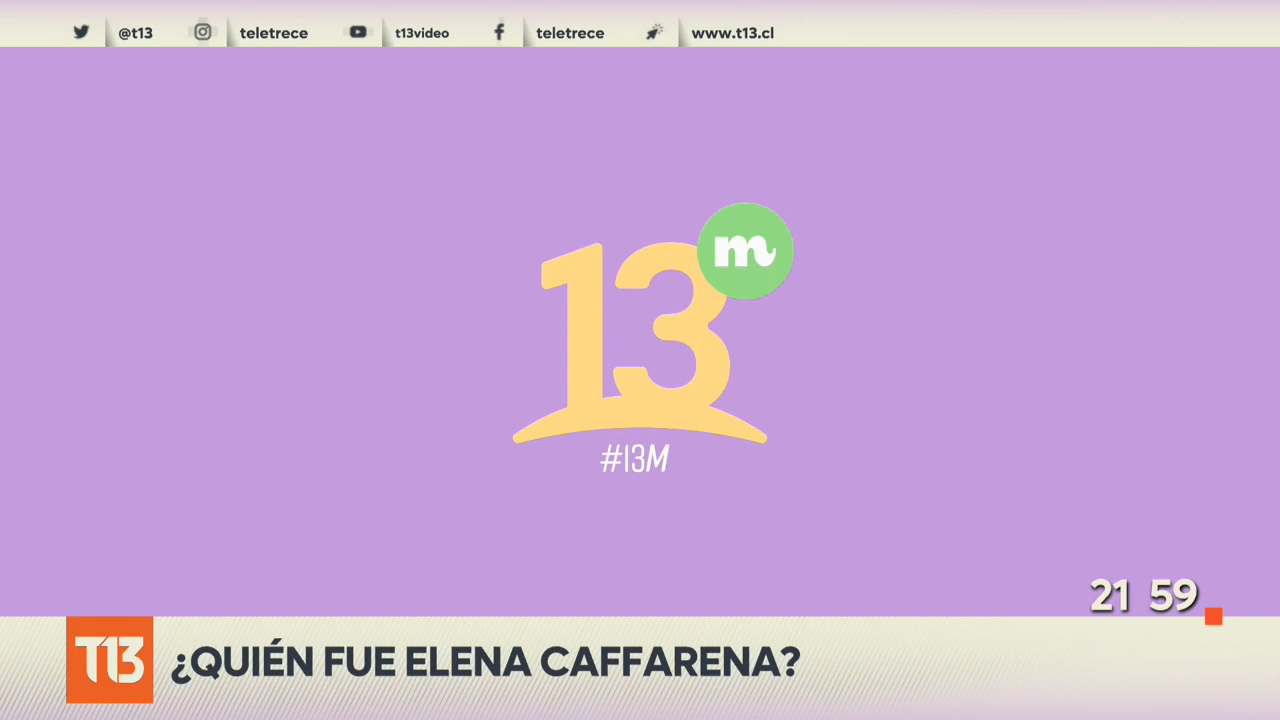 @t13 teletrece t13video teletrece www.t13.cl
13 m
#13M
21 59
T13 ¿QUIÉN FUE ELENA CAFFARENA?